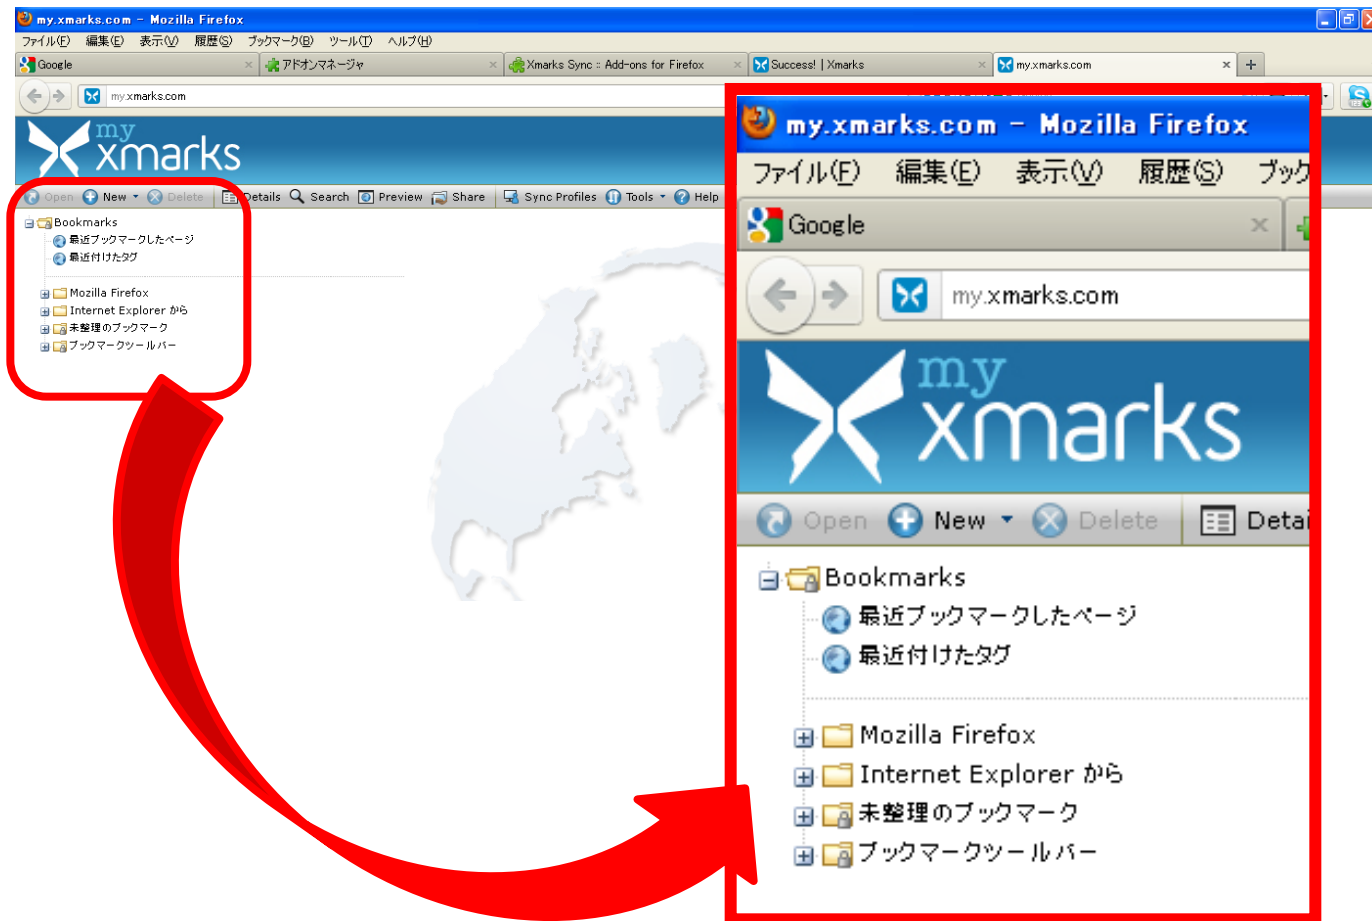 my.xmarks.com - Mozilla Firefox
ファイル(F) 編集(E) 表示(V) 履歴(S) ブックマーク(B) ツール(T) ヘルプ(H)
Google アドオンマネージャ Xmarks Sync :: Add-ons for Firefox Success! | Xmarks my.xmarks.com
my.xmarks.com
my
xmarks
Open New Delete Details Search Preview Share Sync Profiles Tools Help
Bookmarks
最近ブックマークしたページ
最近付けたタグ
Mozilla Firefox
Internet Explorer から
未整理のブックマーク
ブックマークツールバー
my.xmarks.com - Mozilla Firefox
ファイル(F) 編集(E) 表示(V) 履歴(S) ブック
Google
my.xmarks.com
my
xmarks
Open New Delete Detai
Bookmarks
最近ブックマークしたページ
最近付けたタグ
Mozilla Firefox
Internet Explorer から
未整理のブックマーク
ブックマークツールバー